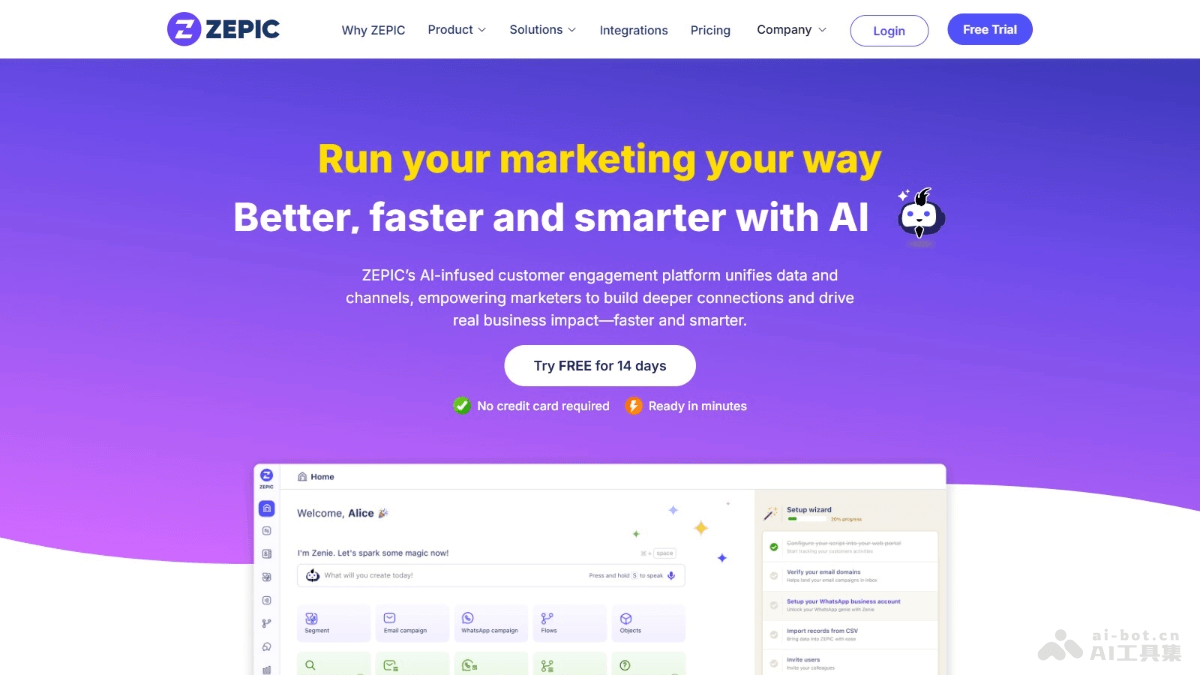 ZEPIC
Why ZEPIC
Product
Solutions
Integrations
Pricing
Company
Login
Free Trial
Run your marketing your way
Better, faster and smarter with AI
ZEPIC's AI-infused customer engagement platform unifies data and
channels, empowering marketers to build deeper connections and drive
real business impact—faster and smarter.
Try FREE for 14 days
No credit card required
Ready in minutes
ZEPIC
Home
Welcome, Alice
I'm Zenie. Let's spark some magic now!
space
What will you create today!
Press and hold S to speak
Segment
Email campaign
WhatsApp campaign
Flows
Objects
Setup wizard
20% progress
Configure your script into your web portal
Start tracking your customers activities
Verify your email domains
Helps land your email campaigns in inbox
Setup your WhatsApp business account
Unlock your WhatsApp genie with Zenie
Import records from CSV
Bring data into ZEPIC with ease
Invite users
Invite your colleagues
ai-bot.cn
AI工具集